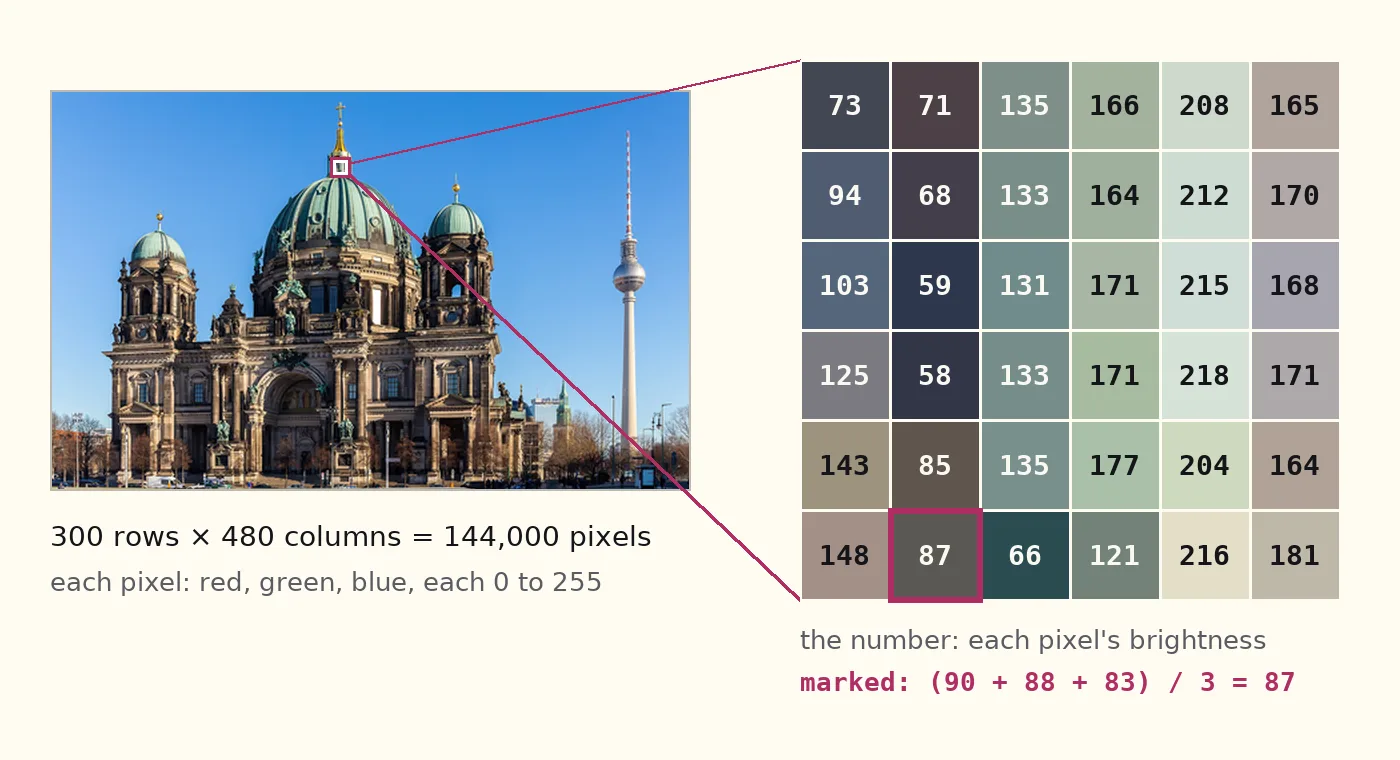 73 71 135 166 208 165
94 68 133 164 212 170
103 59 131 171 215 168
125 58 133 171 218 171
143 85 135 177 204 164
148 87 66 121 216 181
300 rows × 480 columns = 144,000 pixels
each pixel: red, green, blue, each 0 to 255
the number: each pixel's brightness
marked: (90 + 88 + 83) / 3 = 87